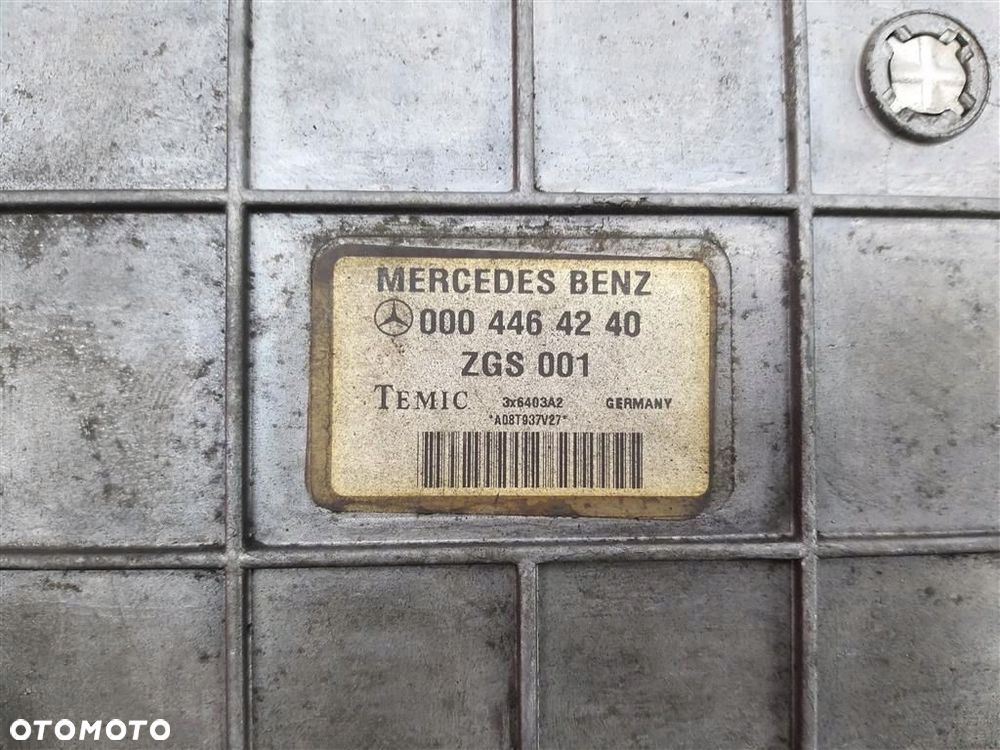 MERCEDES BENZ
000 446 42 40
ZGS 001
TEMIC 3x6403A2 GERMANY
*A08T937V27*
OTOMOTO